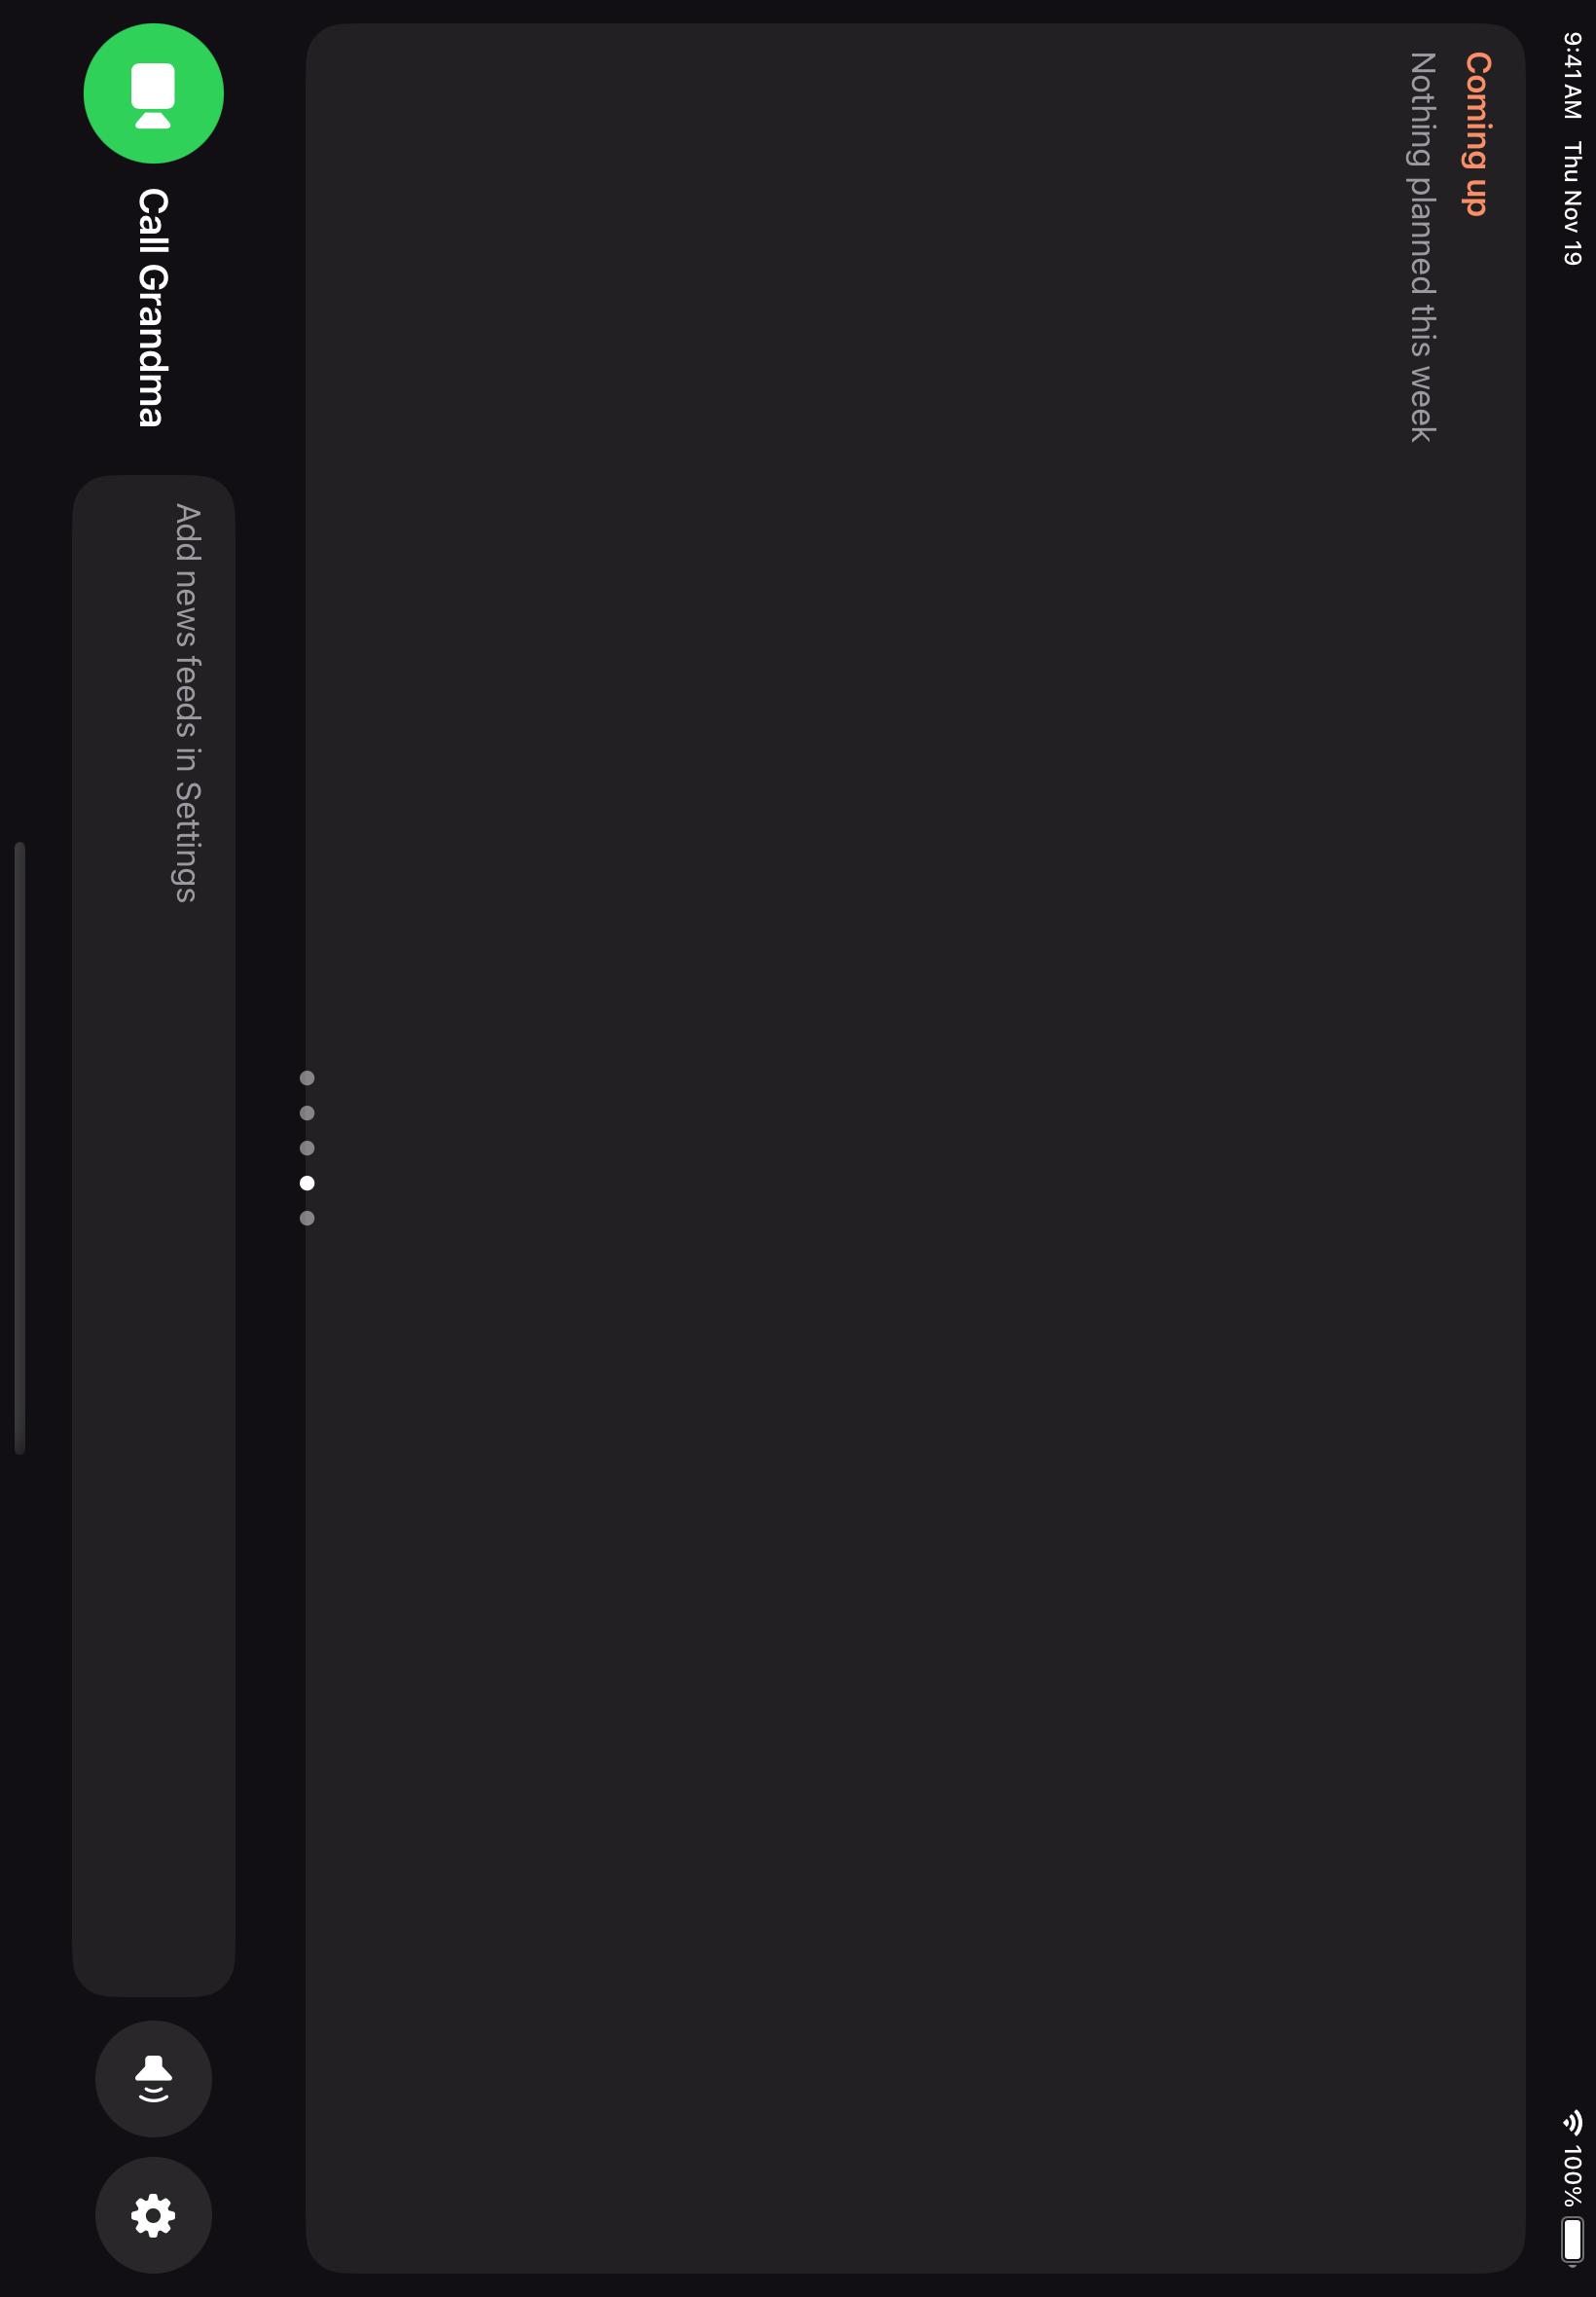 9:41 AM Thu Nov 19
100%
Coming up
Nothing planned this week
Call Grandma
Add news feeds in Settings